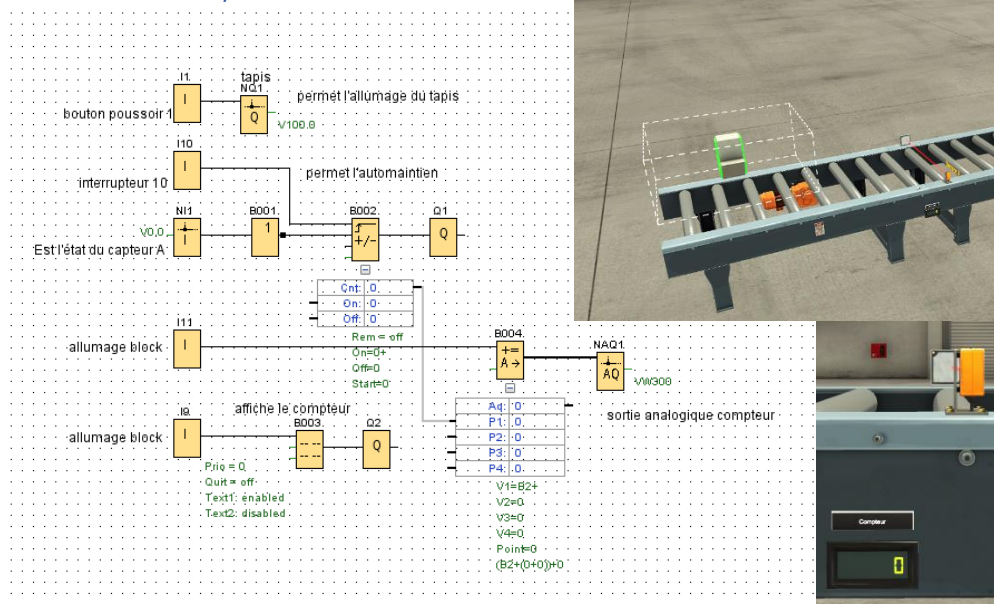 I1
tapis
NQ1
I
Q
bouton poussoir 1
permet l'allumage du tapis
V100.0
I10
I
interrupteur 10
permet l'automaintien
NI1
B001
B002
Q1
V0.0
I
1
+/-
Q
Est l'état du capteur A
Cnt: 0
On: 0
Off: 0
Rem = off
On=0+
Off=0
Start=0
I11
I
allumage block
B004
+=
A→
NAQ1
AQ
VW300
Aq: 0
P1: 0
P2: 0
P3: 0
P4: 0
sortie analogique compteur
V1=B2+
V2=0
V3=0
V4=0
Point=0
(B2+(0+0))+0
I9
I
allumage block
affiche le compteur
B003
Q2
Q
Prio = 0
Quit = off
Text1: enabled
Text2: disabled
Compteur
0